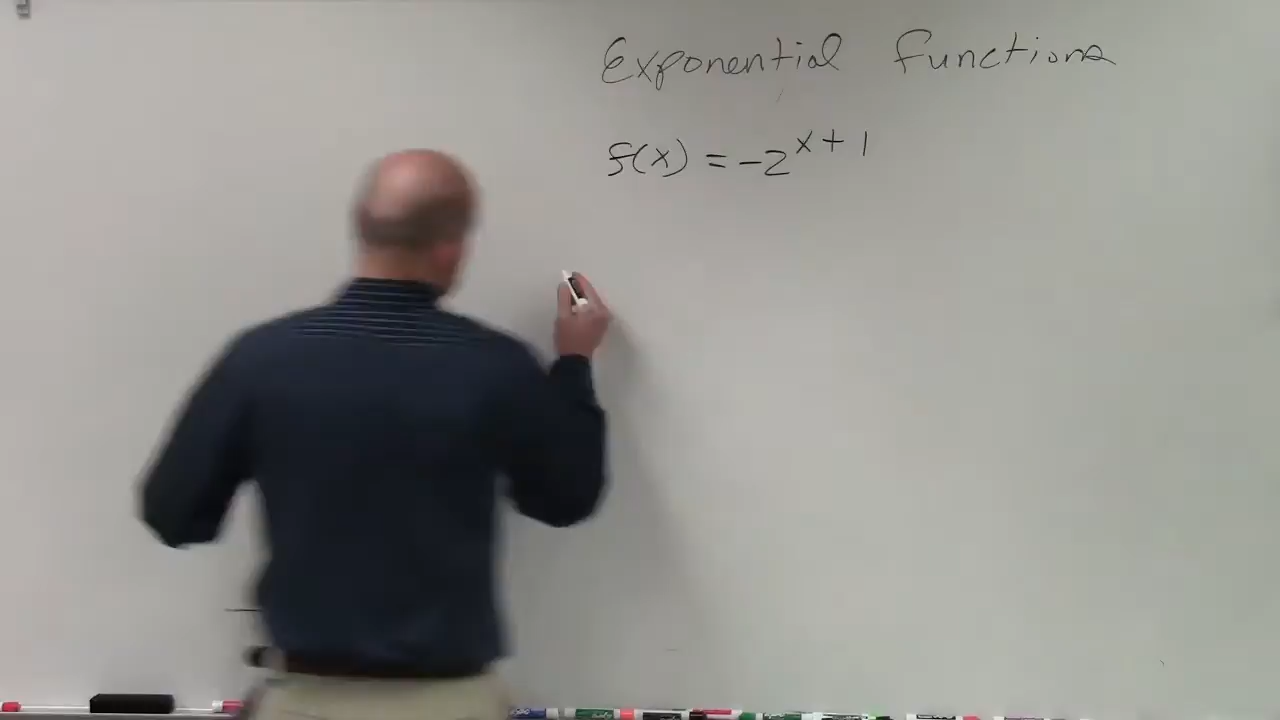 Exponential Functions
f(x) = -2^{x+1}